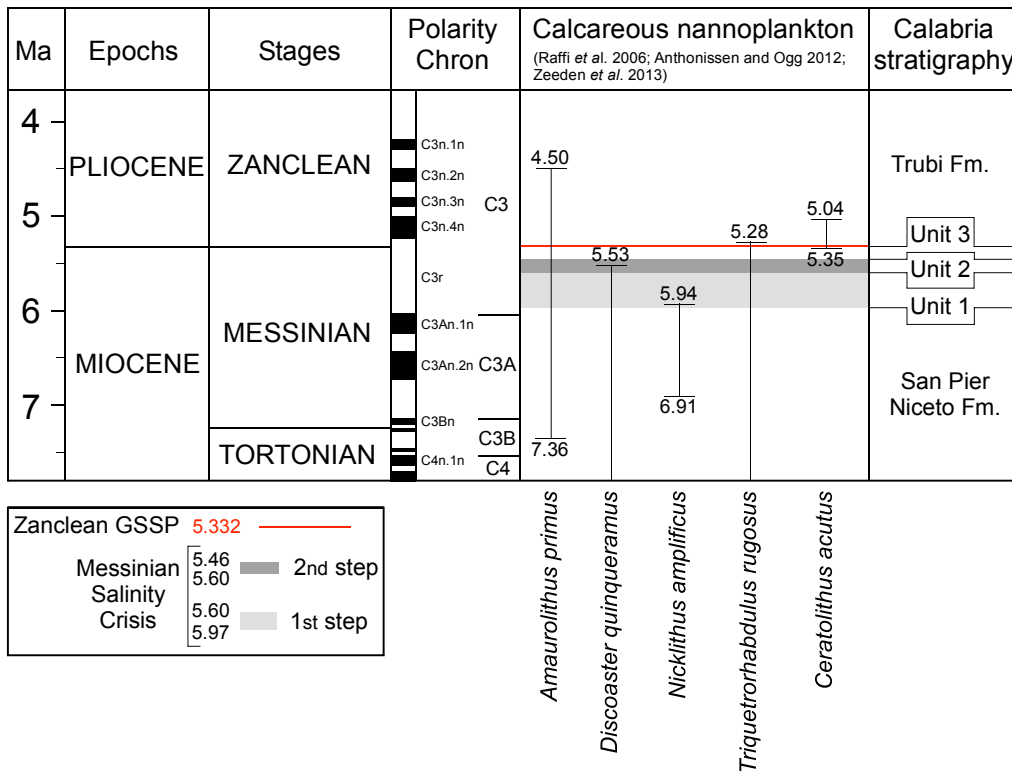 Ma
Epochs
Stages
Polarity
Chron
Calcareous nannoplankton
(Raffi et al. 2006; Anthonissen and Ogg 2012;
Zeeden et al. 2013)
Calabria
stratigraphy
4
5
6
7
PLIOCENE
MIOCENE
ZANCLEAN
MESSINIAN
TORTONIAN
C3n.1n
C3n.2n
C3n.3n
C3n.4n
C3r
C3An.1n
C3An.2n
C3Bn
C4n.1n
C3
C3A
C3B
C4
4.50
7.36
5.53
5.94
6.91
5.28
5.04
5.35
Trubi Fm.
Unit 3
Unit 2
Unit 1
San Pier
Niceto Fm.
Amaurolithus primus
Discoaster quinqueramus
Nicklithus amplificus
Triquetrorhabdulus rugosus
Ceratolithus acutus
Zanclean GSSP 5.332
Messinian
Salinity
Crisis
5.46
5.60
2nd step
5.60
5.97
1st step